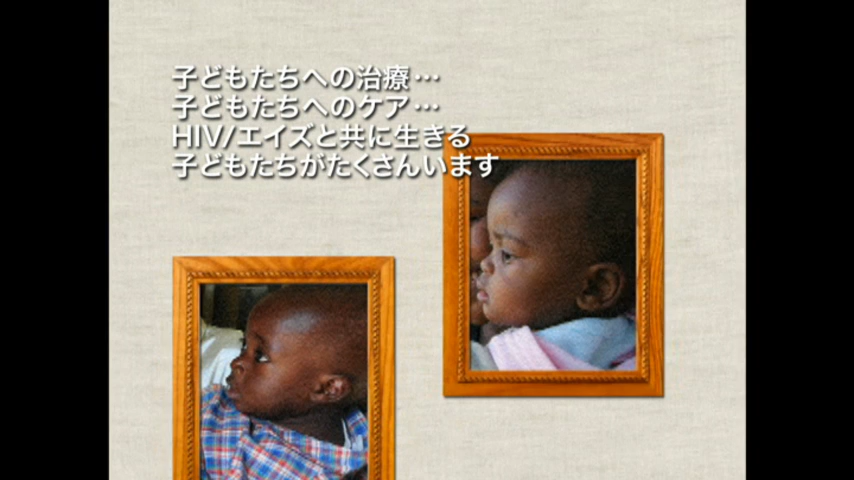 子どもたちへの治療…
子どもたちへのケア…
HIV/エイズと共に生きる
子どもたちがたくさんいます